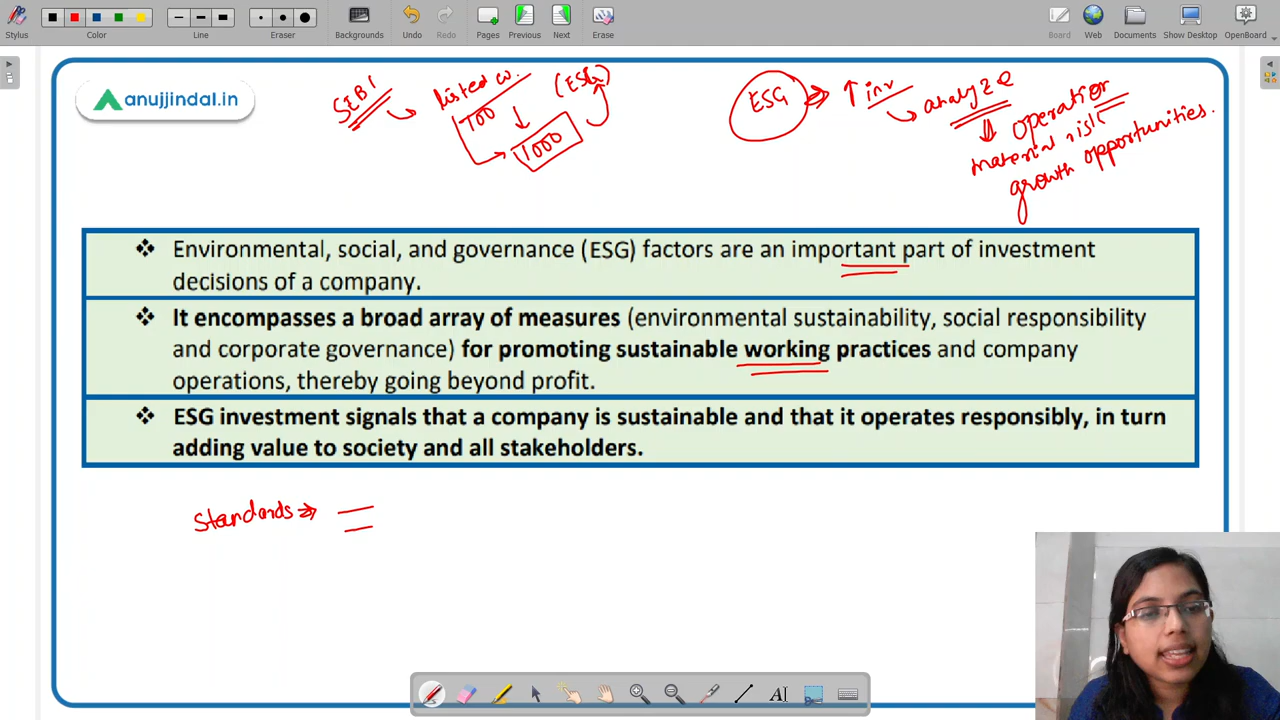 Stylus
Color
Line
Eraser
Backgrounds
Undo
Redo
Pages
Previous
Next
Erase
Board
Web
Documents
Show Desktop
OpenBoard
anujjindal.in
SEBI
listed co.
(ESG)
100
1000
ESG ↑ inv
analyze
operation
material risk
growth opportunities.
❖ Environmental, social, and governance (ESG) factors are an important part of investment
decisions of a company.
❖ It encompasses a broad array of measures (environmental sustainability, social responsibility
and corporate governance) for promoting sustainable working practices and company
operations, thereby going beyond profit.
❖ ESG investment signals that a company is sustainable and that it operates responsibly, in turn
adding value to society and all stakeholders.
Standards